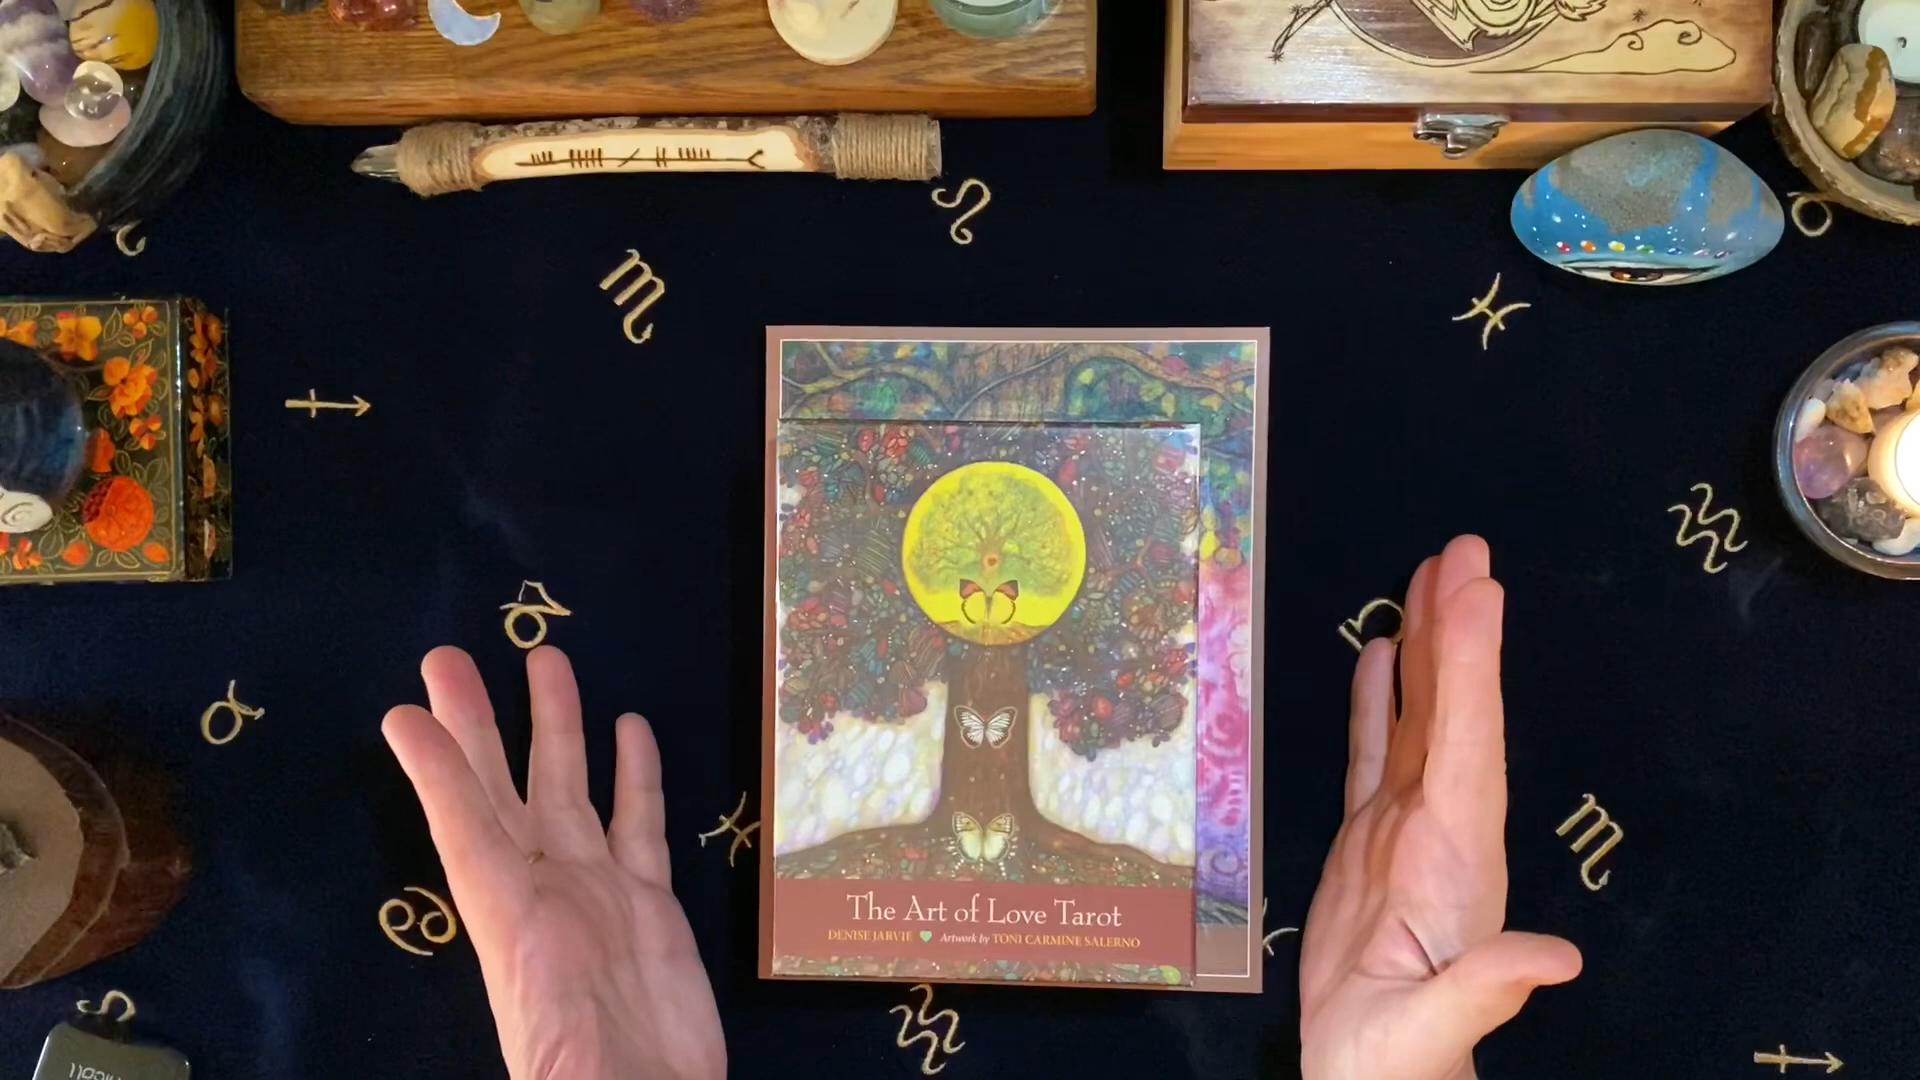 The Art of Love Tarot
DENISE JARVIE Artwork by TONI CARMINE SALERNO